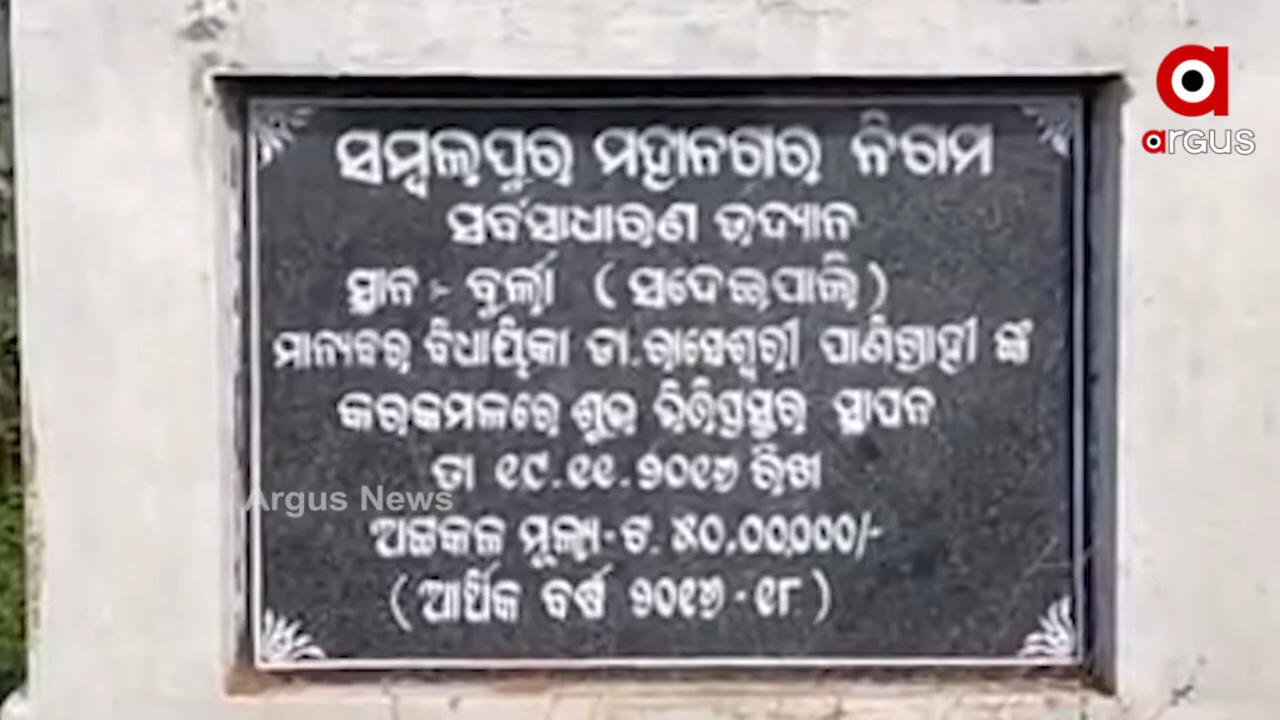 ସମ୍ବଲପୁର ମହାନଗର ନିଗମ
ସର୍ବସାଧାରଣ ଉଦ୍ୟାନ
ସ୍ଥାନ :- ବୁର୍ଲା (ସଦେଇପାଲି)
ମାନ୍ୟବର ବିଧାୟିକା ଡା. ରାସେଶ୍ୱରୀ ପାଣିଗ୍ରାହୀ ଙ୍କ
କରକମଳରେ ଶୁଭ ଭିତ୍ତିପ୍ରସ୍ତର ସ୍ଥାପନ
ତା ୧୯.୧୧.୨୦୧୭ ରିଖ
ଅଟକଳ ମୂଲ୍ୟ-ଟ. ୪୦,୦୦,୦୦୦/-
(ଆର୍ଥିକ ବର୍ଷ ୨୦୧୭-୧୮)
argus
Argus News